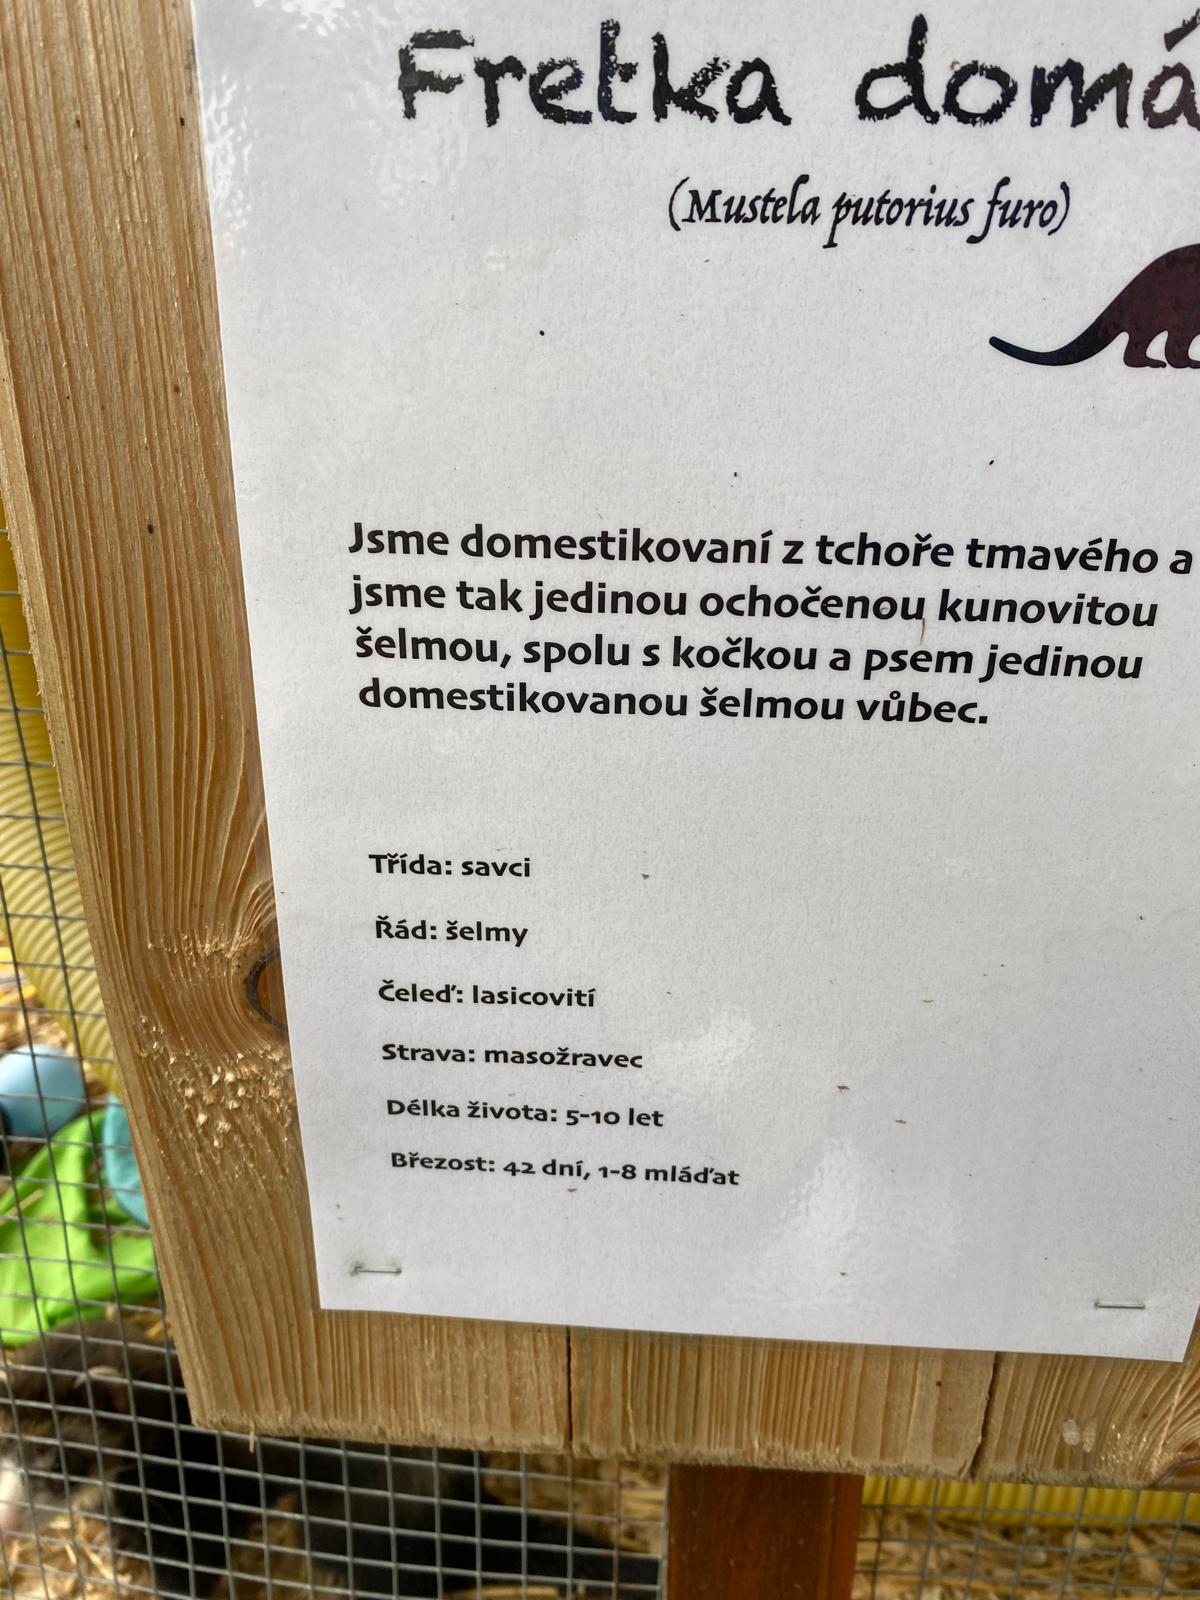 Fretka domá
(Mustela putorius furo)
Jsme domestikovaní z tchoře tmavého a
jsme tak jedinou ochočenou kunovitou
šelmou, spolu s kočkou a psem jedinou
domestikovanou šelmou vůbec.
Třída: savci
Řád: šelmy
Čeleď: lasicovití
Strava: masožravec
Délka života: 5-10 let
Březost: 42 dní, 1-8 mláďat